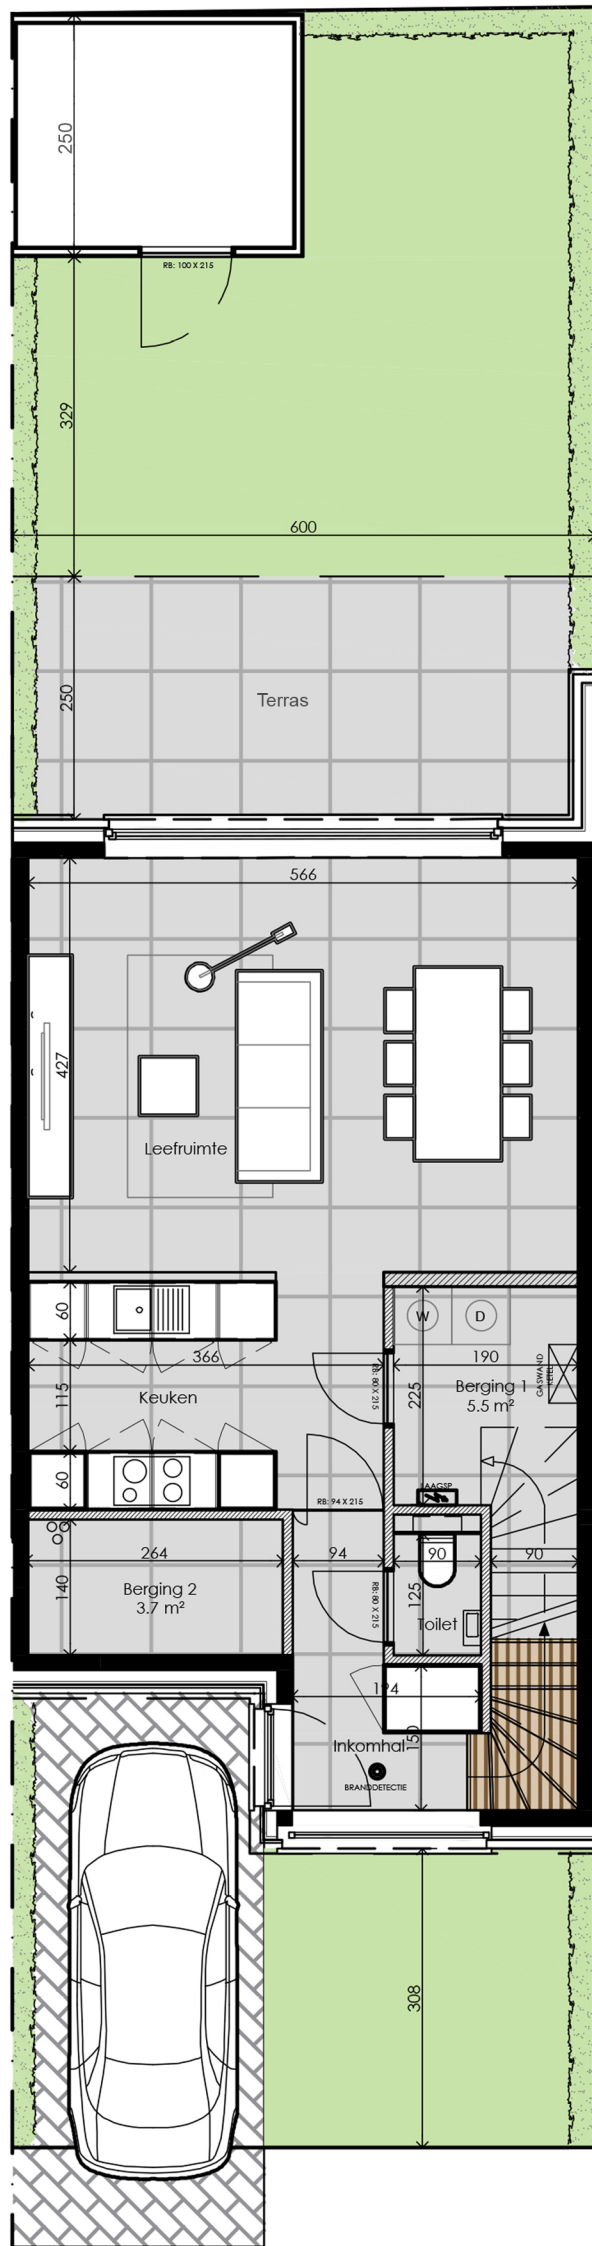 250
RB: 100 X 215
329
600
250
Terras
566
427
Leefruimte
60
W
D
366
190
115
Keuken
RB: 80 X 215
225
Berging 1
5.5 m²
GASWAND
KETEL
60
LAAGSP
RB: 94 X 215
264
94
90
90
140
Berging 2
3.7 m²
RB: 80 X 215
125
Toilet
194
150
Inkomhal
BRANDDETECTIE
308